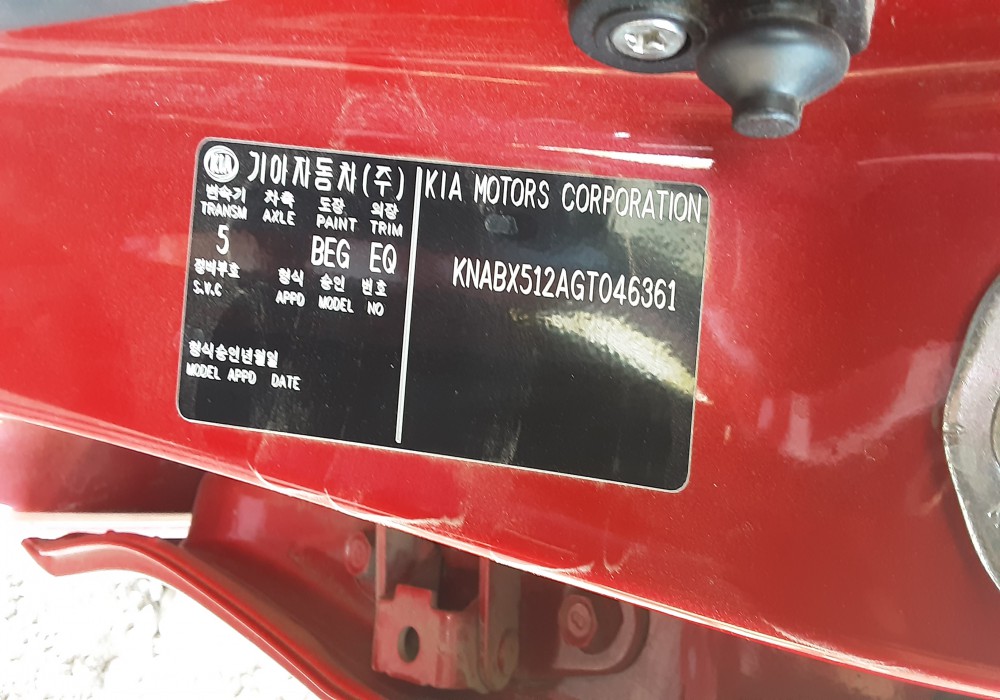 KIA 기아자동차(주)
변속기 차축 도장 외장
TRANSM AXLE PAINT TRIM
5 BEG EQ
장비부호 형식 승인 번호
S.V.C APPD MODEL NO
형식승인년월일
MODEL APPD DATE
KIA MOTORS CORPORATION
KNABX512AGT046361